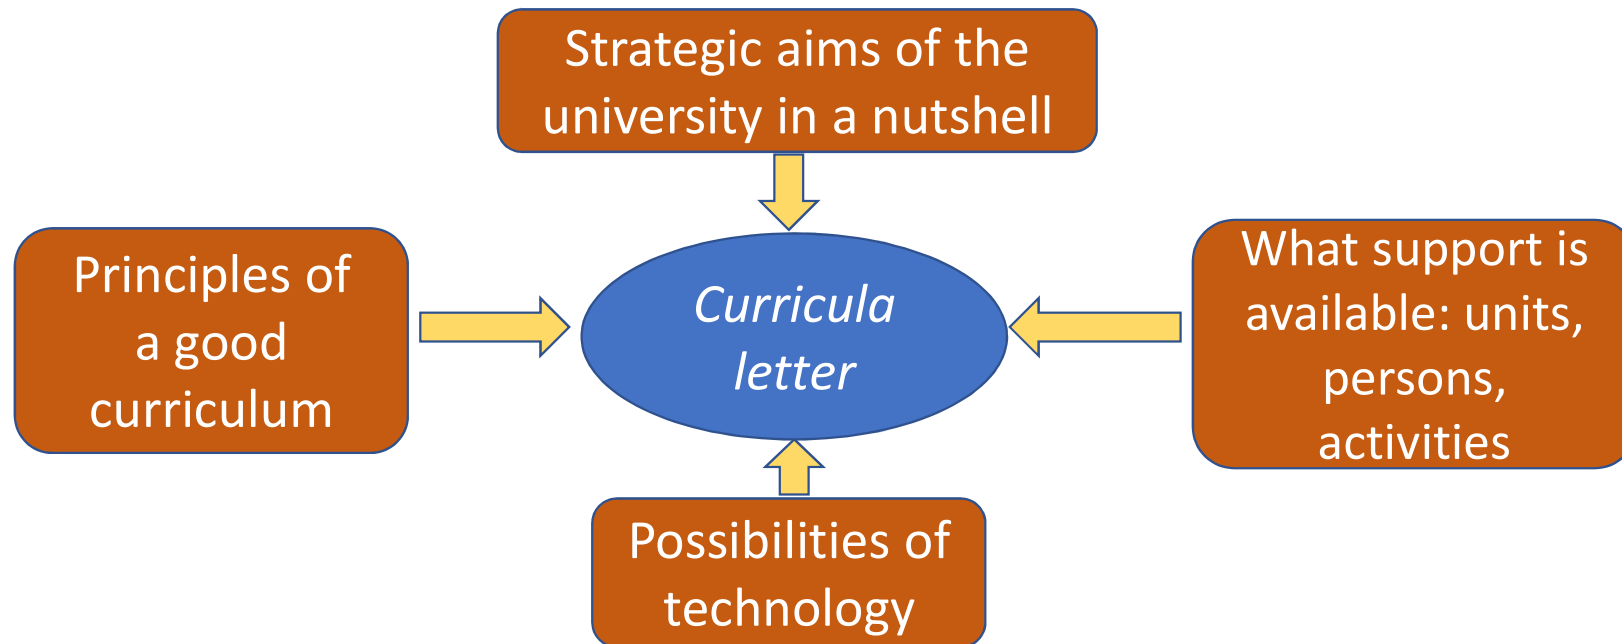 Strategic aims of the
university in a nutshell
Principles of
a good
curriculum
Curricula
letter
What support is
available: units,
persons,
activities
Possibilities of
technology